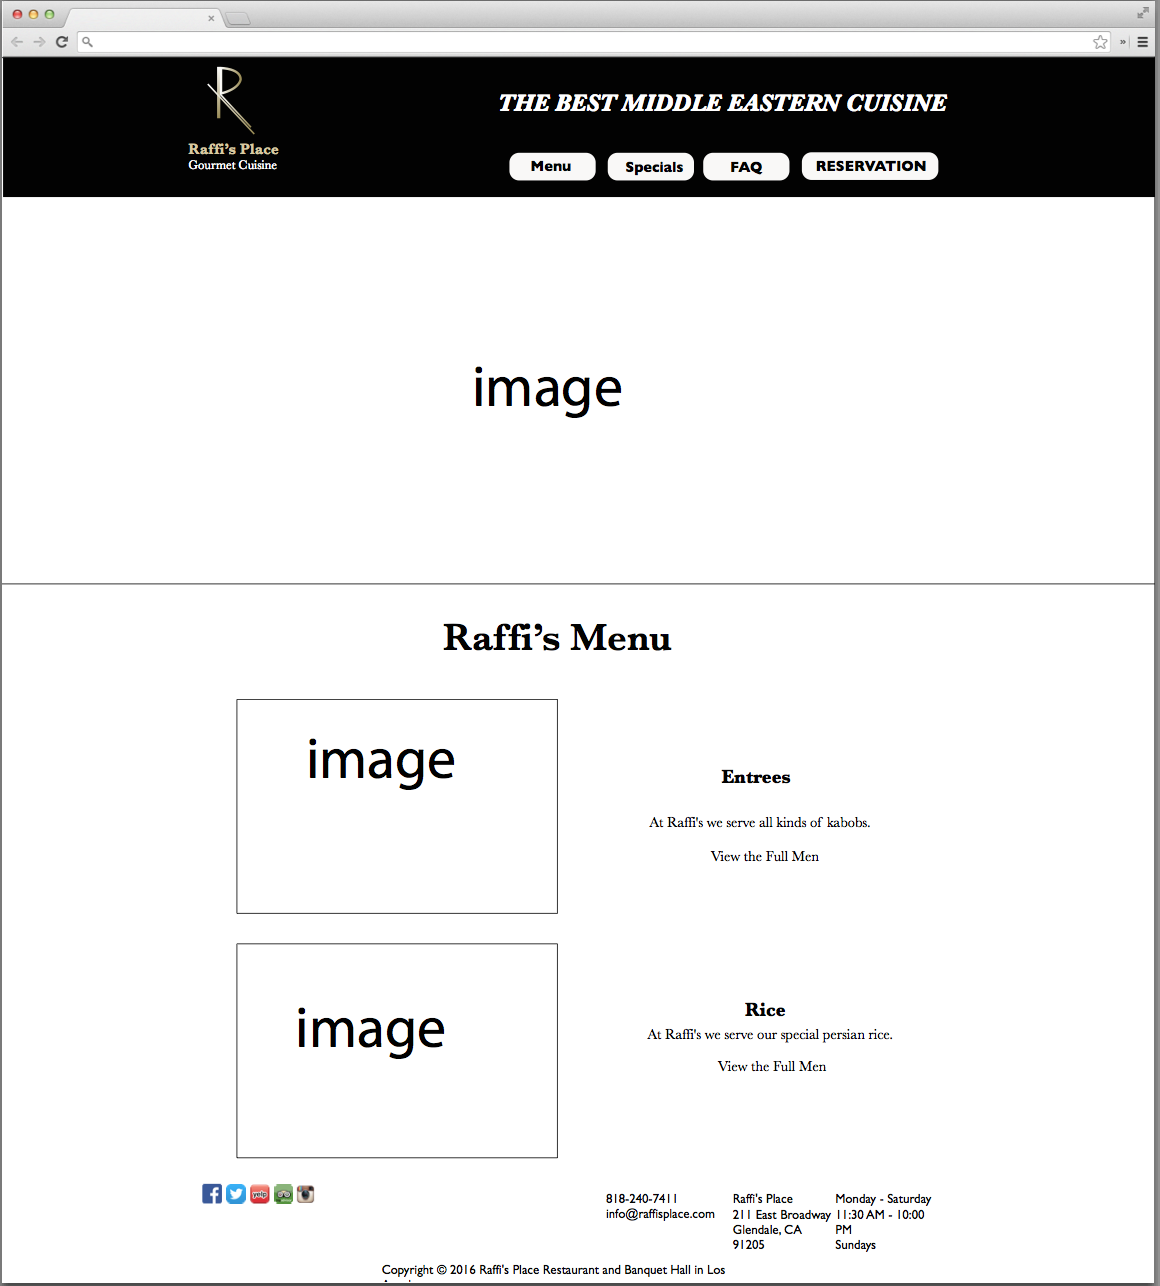 Raffi's Place
Gourmet Cuisine
THE BEST MIDDLE EASTERN CUISINE
Menu
Specials
FAQ
RESERVATION
image
Raffi's Menu
image
Entrees
At Raffi's we serve all kinds of kabobs.
View the Full Men
image
Rice
At Raffi's we serve our special persian rice.
View the Full Men
yelp
818-240-7411
info@raffisplace.com
Raffi's Place
211 East Broadway
Glendale, CA
91205
Monday - Saturday
11:30 AM - 10:00
PM
Sundays
Copyright © 2016 Raffi's Place Restaurant and Banquet Hall in Los